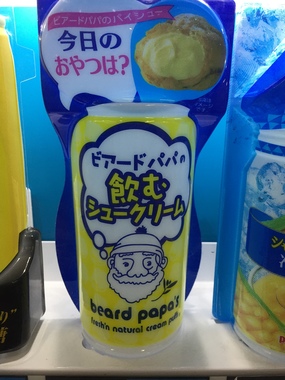 ビアードパパのパイシュー
今日の
おやつは?
ビアードパパの
飲む
シュークリーム
beard papa's
fresh'n natural cream puffs